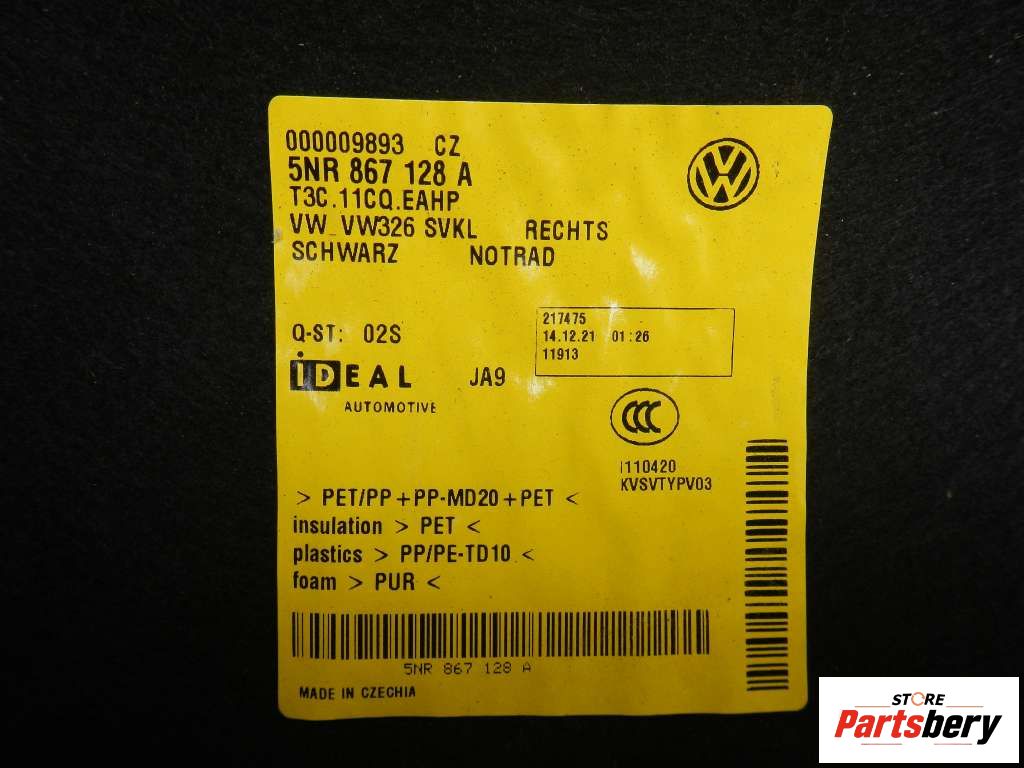 000009893 CZ
5NR 867 128 A
T3C.11CQ.EAHP
VW_VW326 SVKL RECHTS
SCHWARZ NOTRAD
Q-ST: 02S
217475
14.12.21 01:26
11913
iDEAL JA9
AUTOMOTIVE
CCC
I110420
KVSVTYPV03
> PET/PP+PP-MD20+PET <
insulation > PET <
plastics > PP/PE-TD10 <
foam > PUR <
5NR 867 128 A
MADE IN CZECHIA
STORE
Partsbery